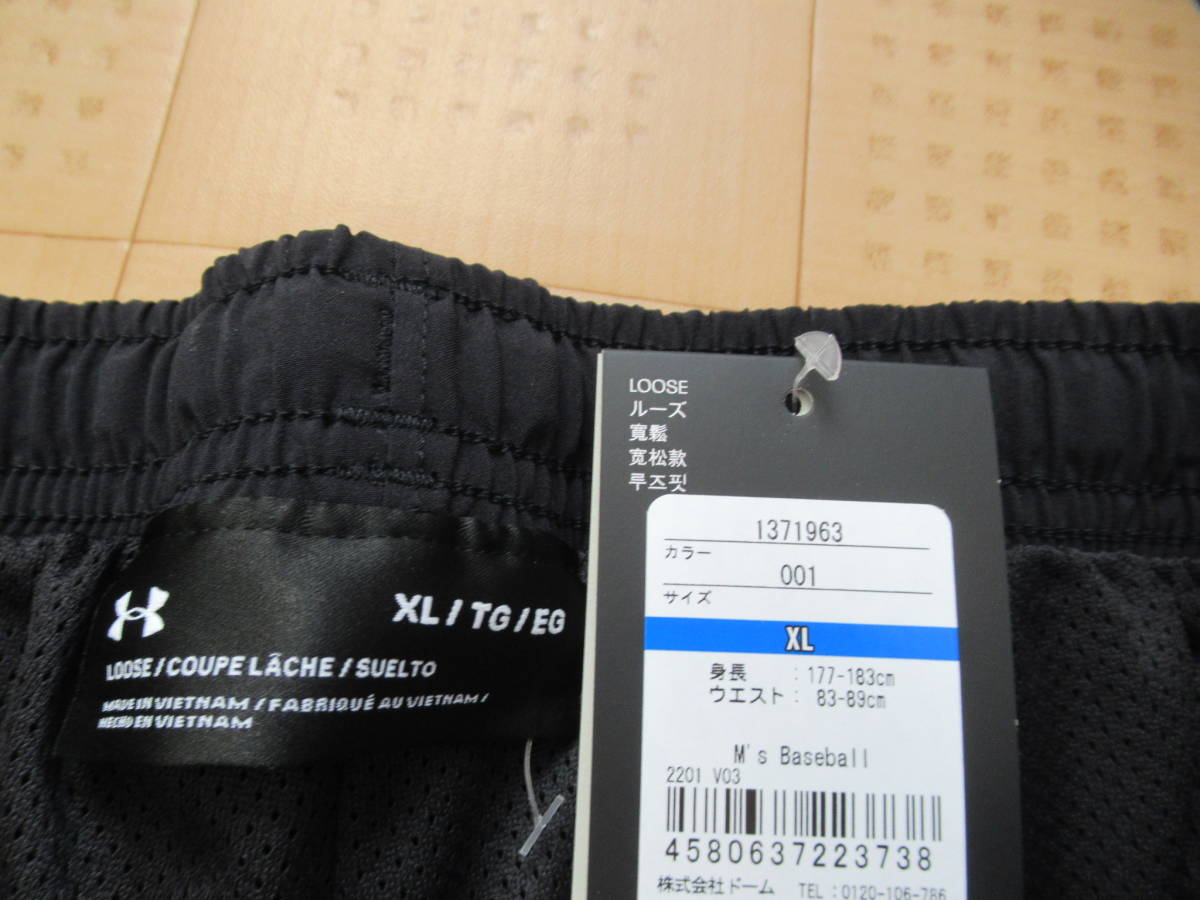 LOOSE
ルーズ
寬鬆
宽松款
루즈핏
1371963
カラー
001
サイズ
XL
身長 : 177-183cm
ウエスト : 83-89cm
M's Baseball
2201 V03
4580637223738
株式会社ドーム TEL:0120-106-786
XL / TG / EG
LOOSE / COUPE LÂCHE / SUELTO
MADE IN VIETNAM / FABRIQUÉ AU VIETNAM /
HECHO EN VIETNAM